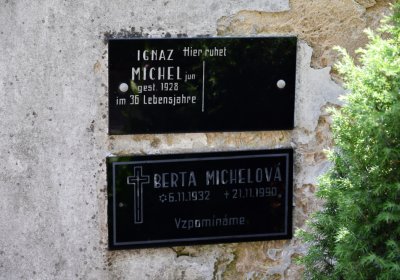 Hier ruhet
IGNAZ
MICHEL jun
gest. 1928
im 36 Lebensjahre
BERTA MICHELOVÁ
☆6.11.1932 +21.11.1990
Vzpomínáme